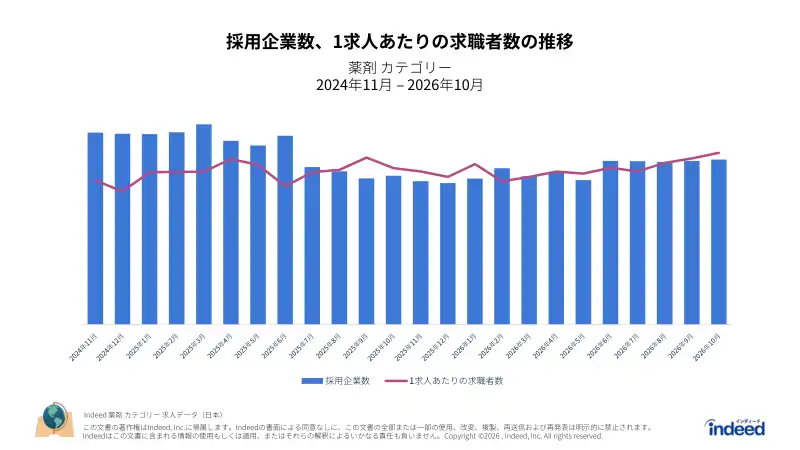 採用企業数、1求人あたりの求職者数の推移
薬剤 カテゴリー
2024年11月 – 2026年10月
2024年11月 2024年12月 2025年1月 2025年2月 2025年3月 2025年4月 2025年5月 2025年6月 2025年7月 2025年8月 2025年9月 2025年10月 2025年11月 2025年12月 2026年1月 2026年2月 2026年3月 2026年4月 2026年5月 2026年6月 2026年7月 2026年8月 2026年9月 2026年10月
採用企業数 1求人あたりの求職者数
Indeed 薬剤 カテゴリー 求人データ（日本）
この文書の著作権はIndeed, Inc.に帰属します。Indeedの書面による同意なしに、この文書の全部または一部の使用、改変、複製、再送信および再発表は明示的に禁止されます。
Indeedはこの文書に含まれる情報の使用もしくは適用、またはそれらの解釈によるいかなる責任も負いません。Copyright ©2026 , Indeed, Inc. All rights reserved.
インディード
indeed